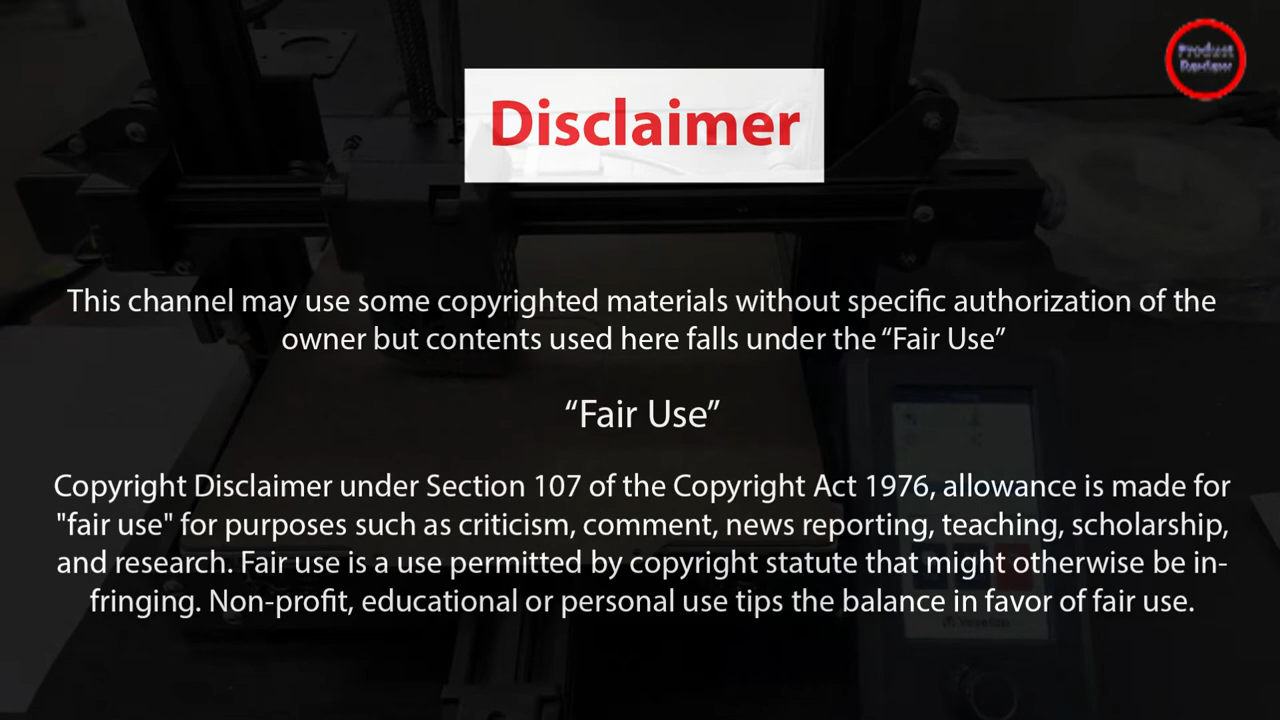 Product
Review
Disclaimer
This channel may use some copyrighted materials without specific authorization of the
owner but contents used here falls under the “Fair Use”
“Fair Use”
Copyright Disclaimer under Section 107 of the Copyright Act 1976, allowance is made for
"fair use" for purposes such as criticism, comment, news reporting, teaching, scholarship,
and research. Fair use is a use permitted by copyright statute that might otherwise be in-
fringing. Non-profit, educational or personal use tips the balance in favor of fair use.